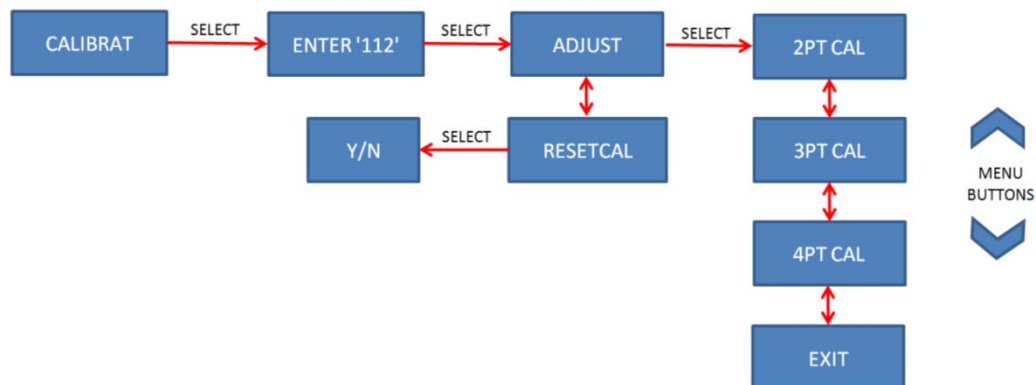 CALIBRAT
SELECT
ENTER '112'
SELECT
ADJUST
SELECT
2PT CAL
Y/N
SELECT
RESETCAL
3PT CAL
4PT CAL
EXIT
MENU
BUTTONS